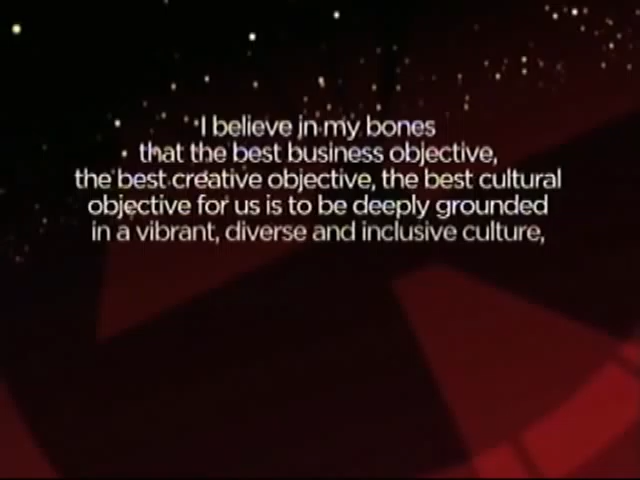 "I believe in my bones
that the best business objective,
the best creative objective, the best cultural
objective for us is to be deeply grounded
in a vibrant, diverse and inclusive culture,